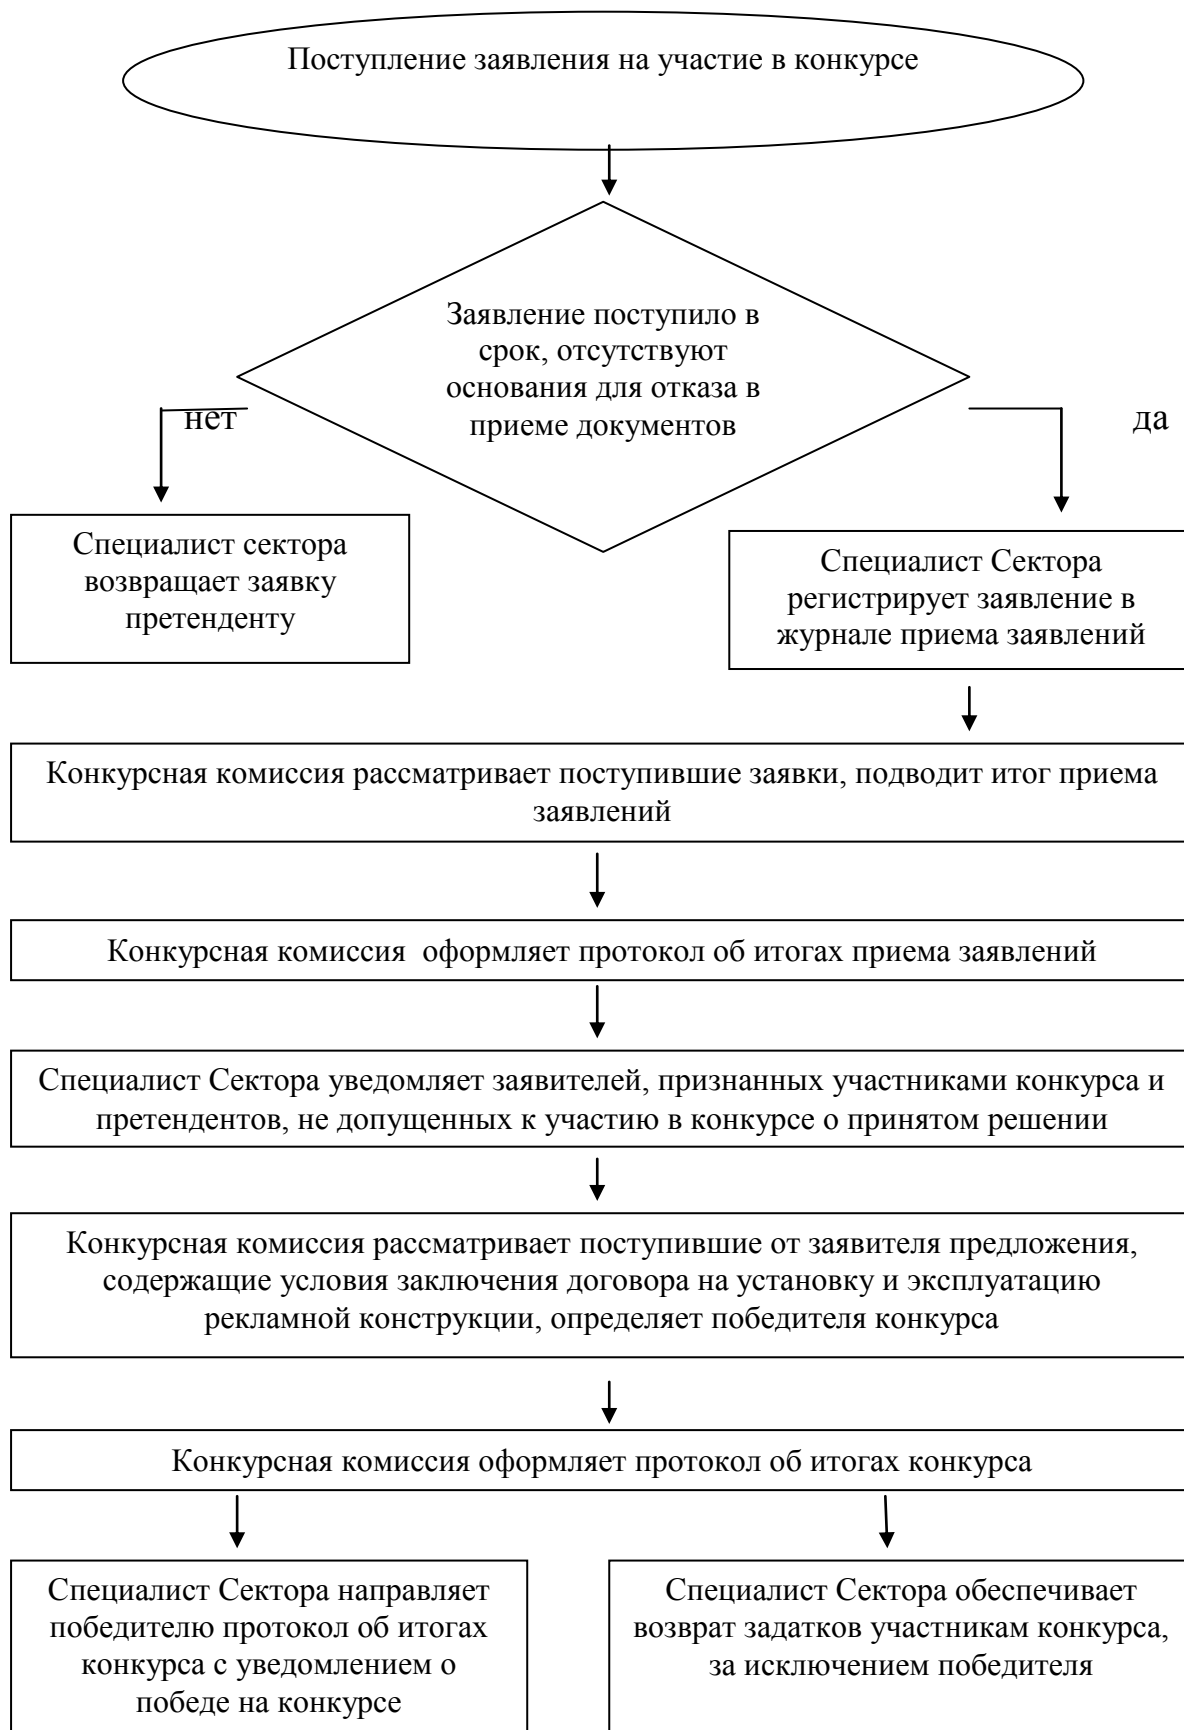 Поступление заявления на участие в конкурсе
Заявление поступило в
срок, отсутствуют
основания для отказа в
приеме документов
нет
да
Специалист сектора
возвращает заявку
претенденту
Специалист Сектора
регистрирует заявление в
журнале приема заявлений
Конкурсная комиссия рассматривает поступившие заявки, подводит итог приема
заявлений
Конкурсная комиссия  оформляет протокол об итогах приема заявлений
Специалист Сектора уведомляет заявителей, признанных участниками конкурса и
претендентов, не допущенных к участию в конкурсе о принятом решении
Конкурсная комиссия рассматривает поступившие от заявителя предложения,
содержащие условия заключения договора на установку и эксплуатацию
рекламной конструкции, определяет победителя конкурса
Конкурсная комиссия оформляет протокол об итогах конкурса
Специалист Сектора направляет
победителю протокол об итогах
конкурса с уведомлением о
победе на конкурсе
Специалист Сектора обеспечивает
возврат задатков участникам конкурса,
за исключением победителя